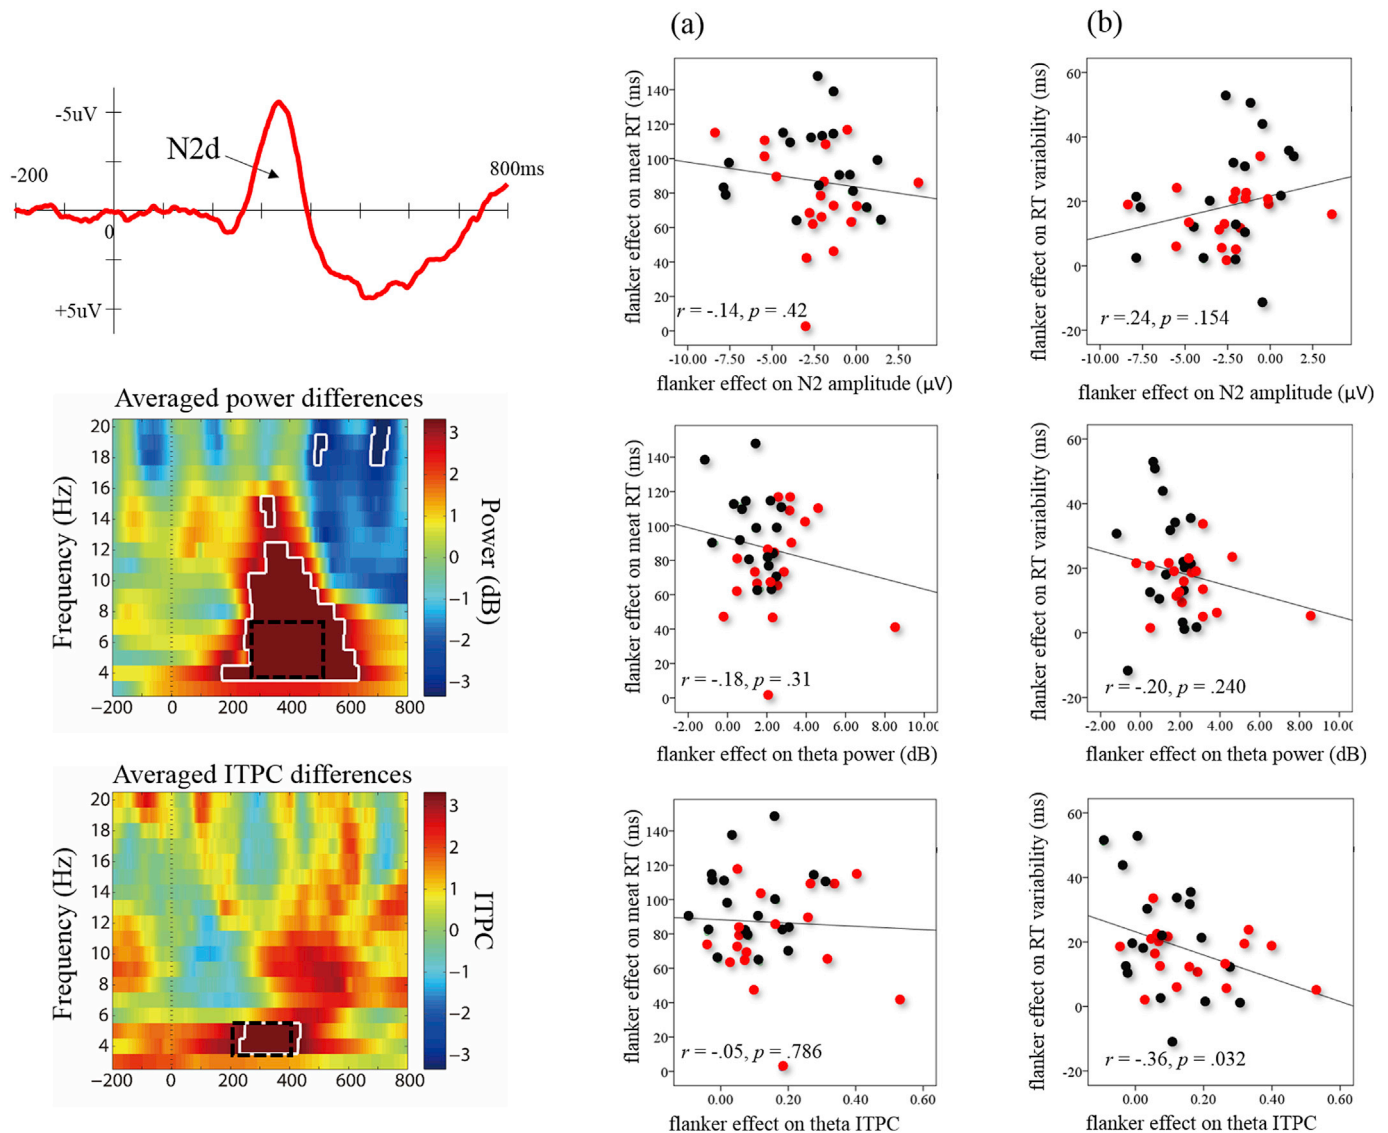 (a)
(b)
-5uV
N2d
-200
800ms
0
+5uV
flanker effect on meat RT (ms)
140
120
100
80
60
40
20
0
r = -.14, p = .42
-10.00 -7.50 -5.00 -2.50 0.00 2.50
flanker effect on N2 amplitude (μV)
flanker effect on RT variability (ms)
60
40
20
0
-20
r =.24, p = .154
-10.00 -7.50 -5.00 -2.50 0.00 2.50
flanker effect on N2 amplitude (μV)
Averaged power differences
Frequency (Hz)
20
18
16
14
12
10
8
6
4
−200 0 200 400 600 800
3
2
1
0
−1
−2
−3
Power (dB)
flanker effect on meat RT (ms)
140
120
100
80
60
40
20
0
r = -.18, p = .31
-2.00 0.00 2.00 4.00 6.00 8.00 10.00
flanker effect on theta power (dB)
flanker effect on RT variability (ms)
60
40
20
0
-20
r = -.20, p = .240
-2.00 0.00 2.00 4.00 6.00 8.00 10.00
flanker effect on theta power (dB)
Averaged ITPC differences
Frequency (Hz)
20
18
16
14
12
10
8
6
4
−200 0 200 400 600 800
3
2
1
0
−1
−2
−3
ITPC
flanker effect on meat RT (ms)
140
120
100
80
60
40
20
0
r = -.05, p = .786
0.00 0.20 0.40 0.60
flanker effect on theta ITPC
flanker effect on RT variability (ms)
60
40
20
0
-20
r = -.36, p = .032
0.00 0.20 0.40 0.60
flanker effect on theta ITPC